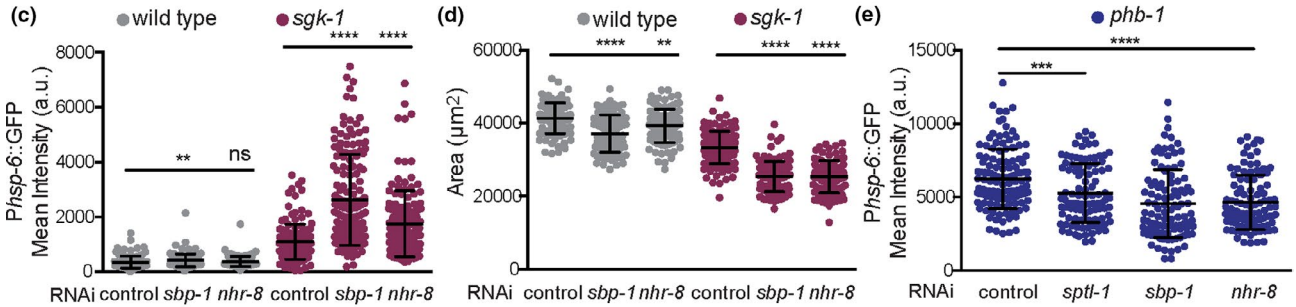 (c)
wild type
sgk-1
Phsp-6::GFP
Mean Intensity (a.u.)
8000
6000
4000
2000
0
**
ns
****
****
RNAi
control sbp-1 nhr-8
control sbp-1 nhr-8
(d)
wild type
sgk-1
Area (µm²)
60000
40000
20000
0
****
**
****
****
RNAi
control sbp-1 nhr-8
control sbp-1 nhr-8
(e)
phb-1
Phsp-6::GFP
Mean Intensity (a.u.)
15000
10000
5000
0
****
***
RNAi
control
sptl-1
sbp-1
nhr-8